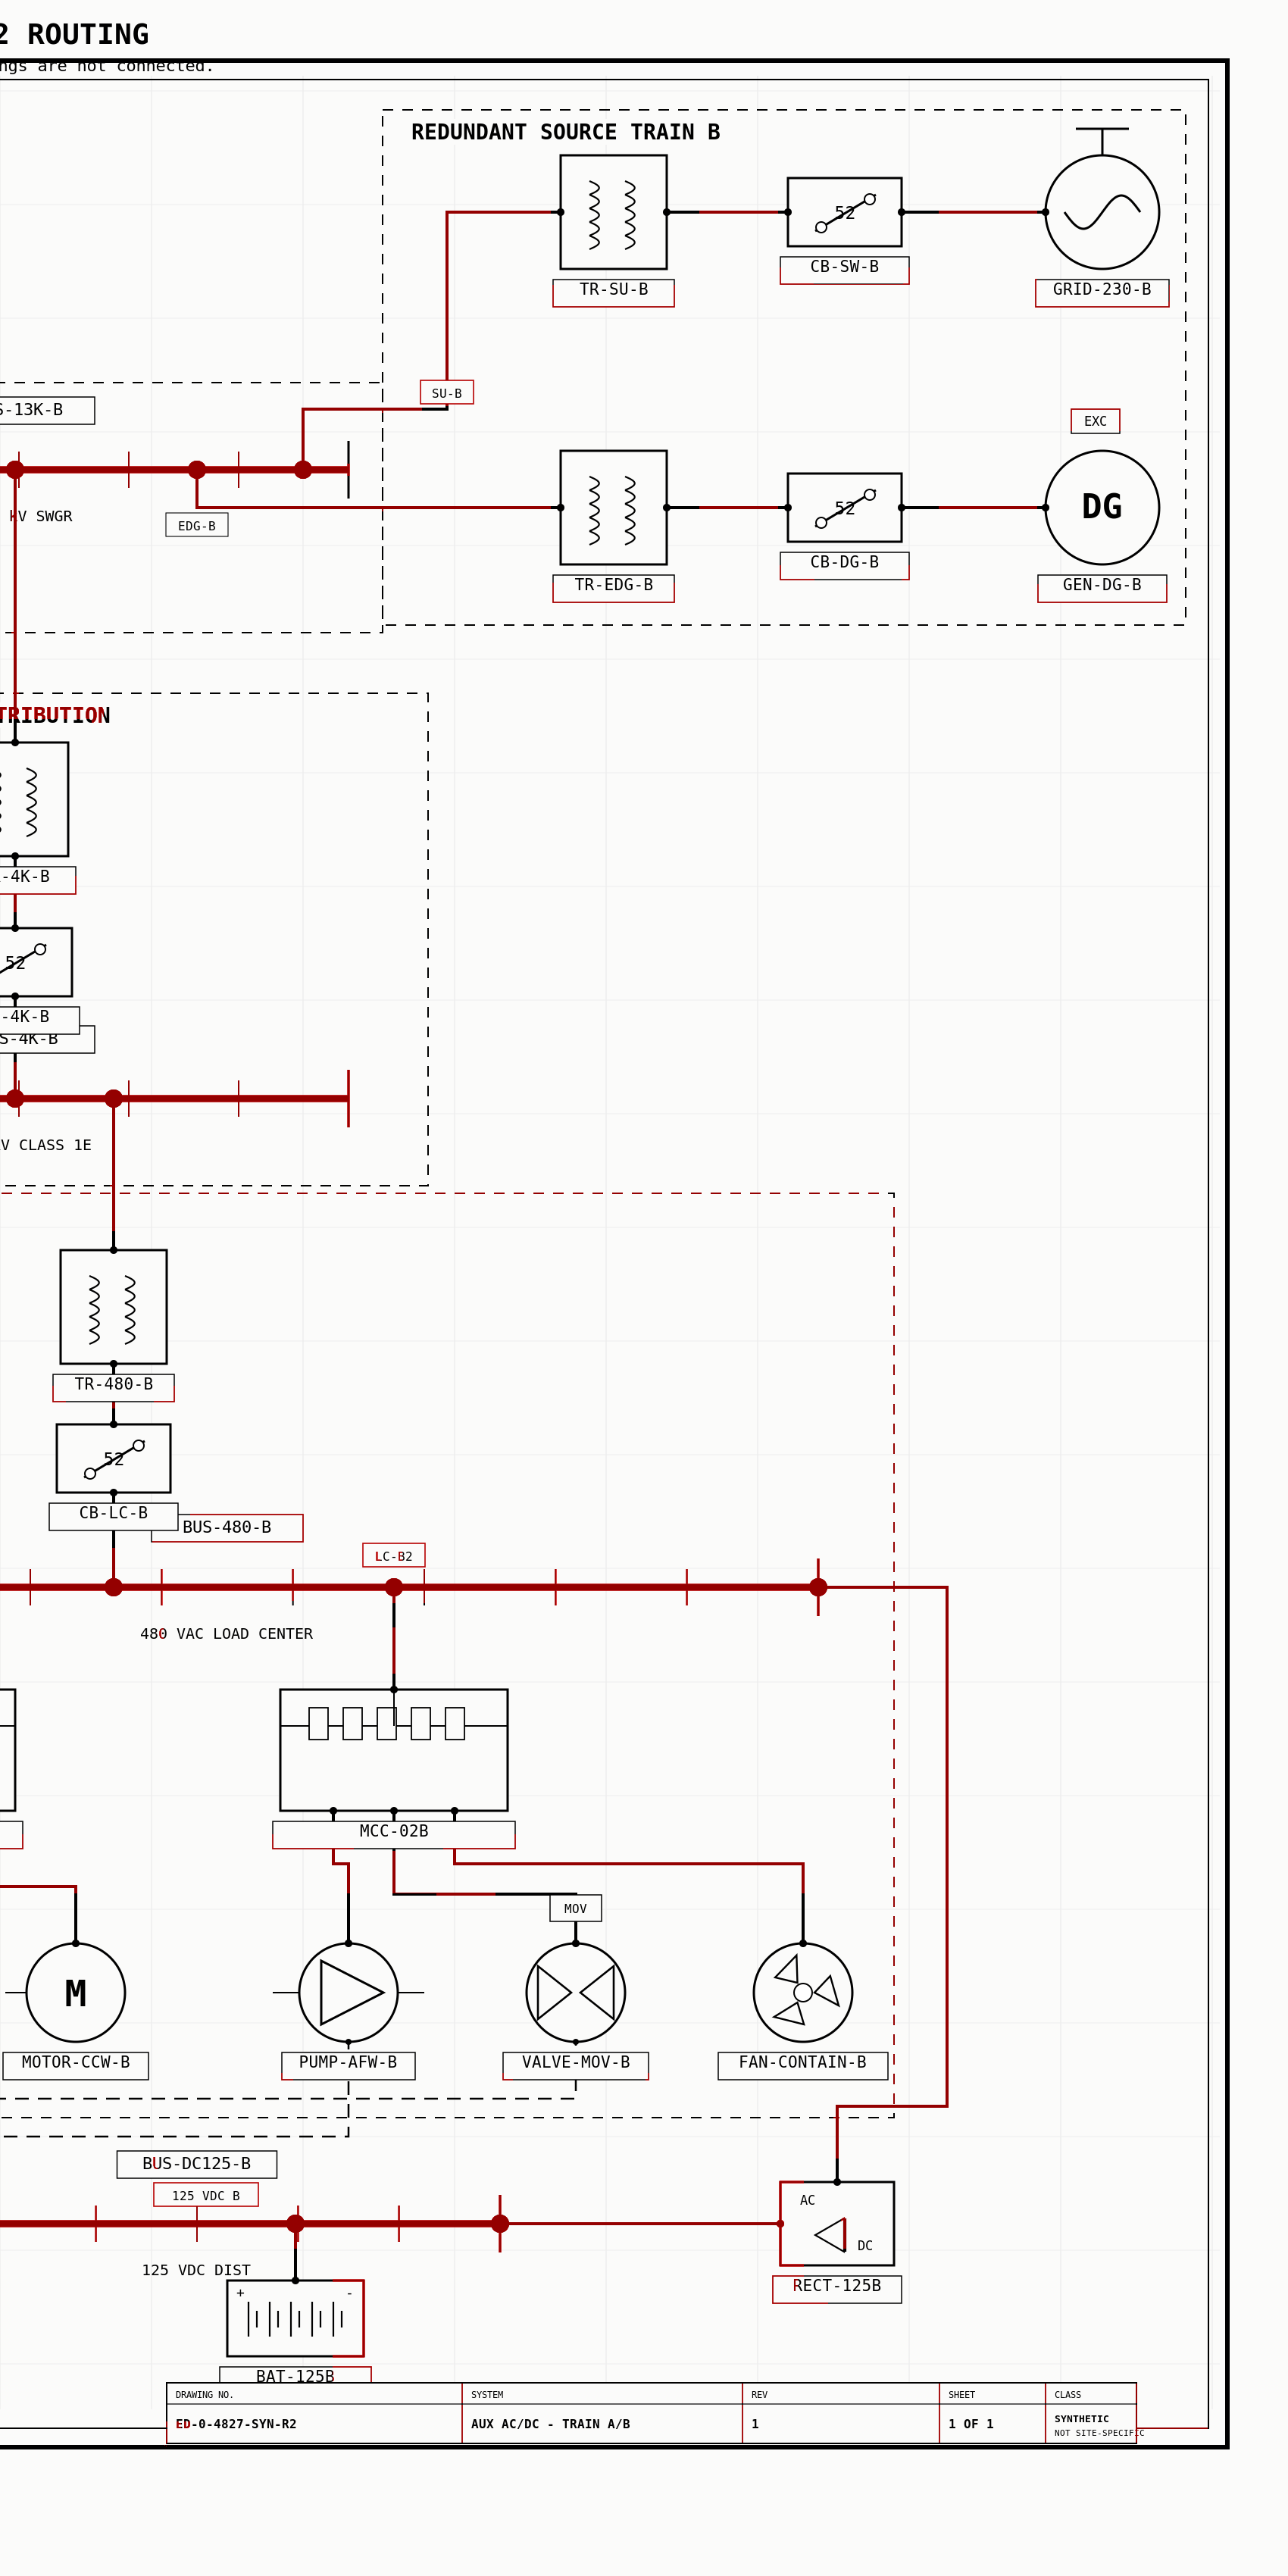 2 ROUTING
ngs are not connected.
REDUNDANT SOURCE TRAIN B
52
52
TR-SU-B
CB-SW-B
GRID-230-B
SU-B
S-13K-B
EXC
DG
kV SWGR
EDG-B
TR-EDG-B
CB-DG-B
GEN-DG-B
TRIBUTION
-4K-B
52
-4K-B
S-4K-B
V CLASS 1E
TR-480-B
52
CB-LC-B
BUS-480-B
LC-B2
480 VAC LOAD CENTER
MCC-02B
MOV
M
MOTOR-CCW-B
PUMP-AFW-B
VALVE-MOV-B
FAN-CONTAIN-B
BUS-DC125-B
125 VDC B
AC
DC
125 VDC DIST
RECT-125B
+ -
BAT-125B
DRAWING NO.
SYSTEM
REV
SHEET
CLASS
ED-0-4827-SYN-R2
AUX AC/DC - TRAIN A/B
1
1 OF 1
SYNTHETIC
NOT SITE-SPECIFIC